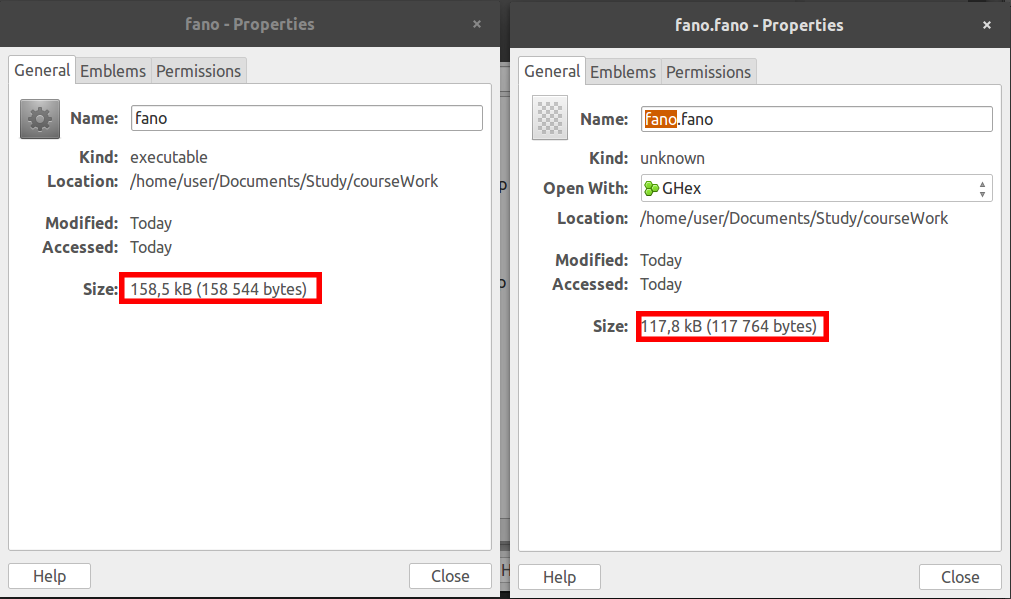 fano - Properties
×
General Emblems Permissions
Name: fano
Kind: executable
Location: /home/user/Documents/Study/courseWork
Modified: Today
Accessed: Today
Size: 158,5 kB (158 544 bytes)
Help Close
fano.fano - Properties
×
General Emblems Permissions
Name: fano.fano
Kind: unknown
Open With: GHex
Location: /home/user/Documents/Study/courseWork
Modified: Today
Accessed: Today
Size: 117,8 kB (117 764 bytes)
Help Close